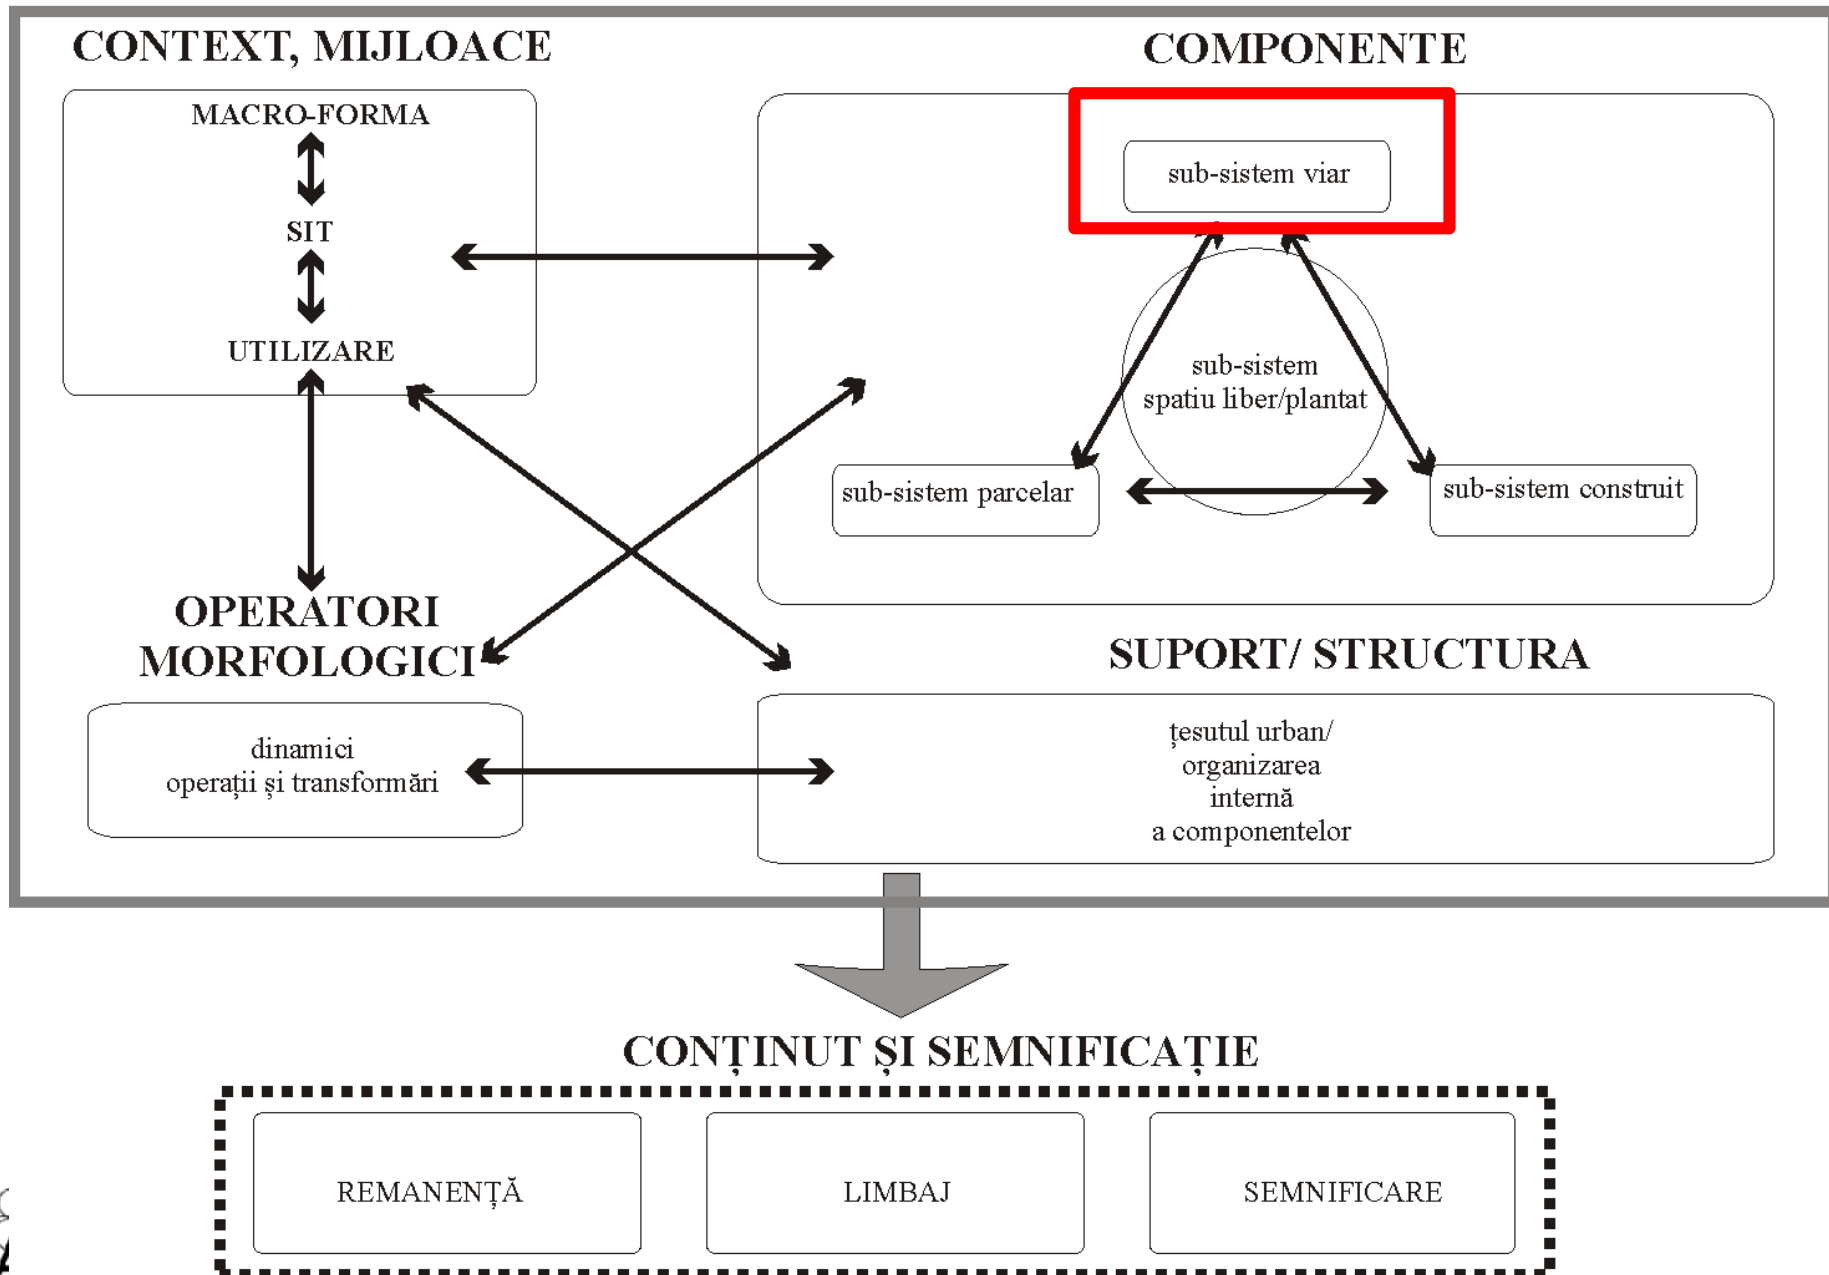 CONTEXT, MIJLOACE
MACRO-FORMA
SIT
UTILIZARE
COMPONENTE
sub-sistem viar
sub-sistem
spatiu liber/plantat
sub-sistem parcelar
sub-sistem construit
OPERATORI
MORFOLOGICI
dinamici
operații și transformări
SUPORT/ STRUCTURA
țesutul urban/
organizarea
internă
a componentelor
CONȚINUT ȘI SEMNIFICAȚIE
REMANENȚĂ
LIMBAJ
SEMNIFICARE